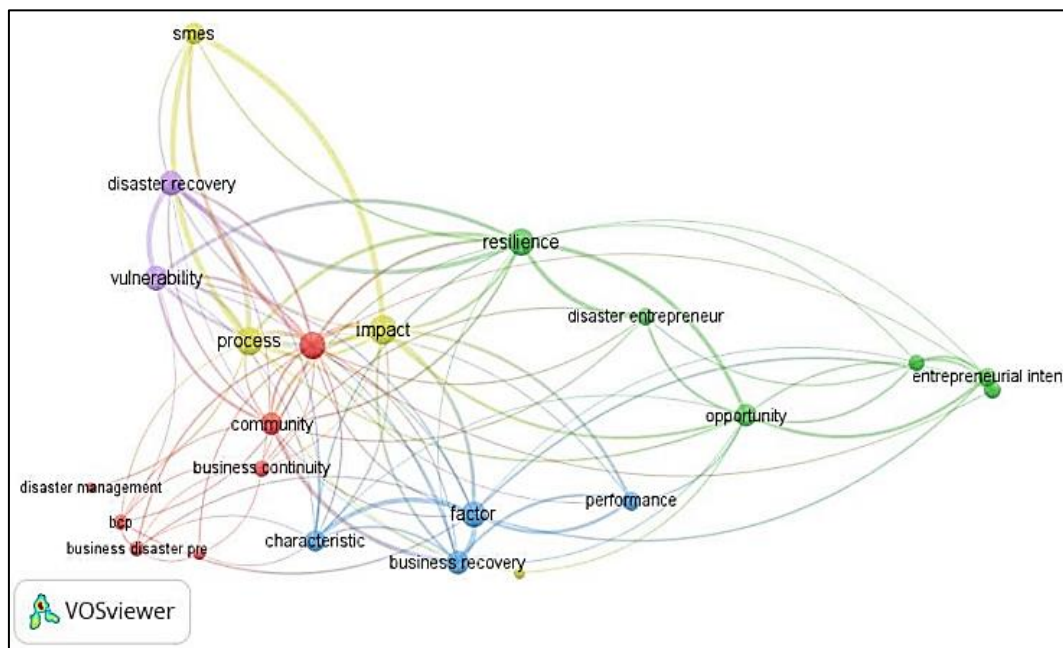 smes
disaster recovery
resilience
vulnerability
disaster entrepreneur
impact
process
entrepreneurial inten
opportunity
community
business continuity
disaster management
performance
factor
bcp
characteristic
business disaster pre
business recovery
VOSviewer